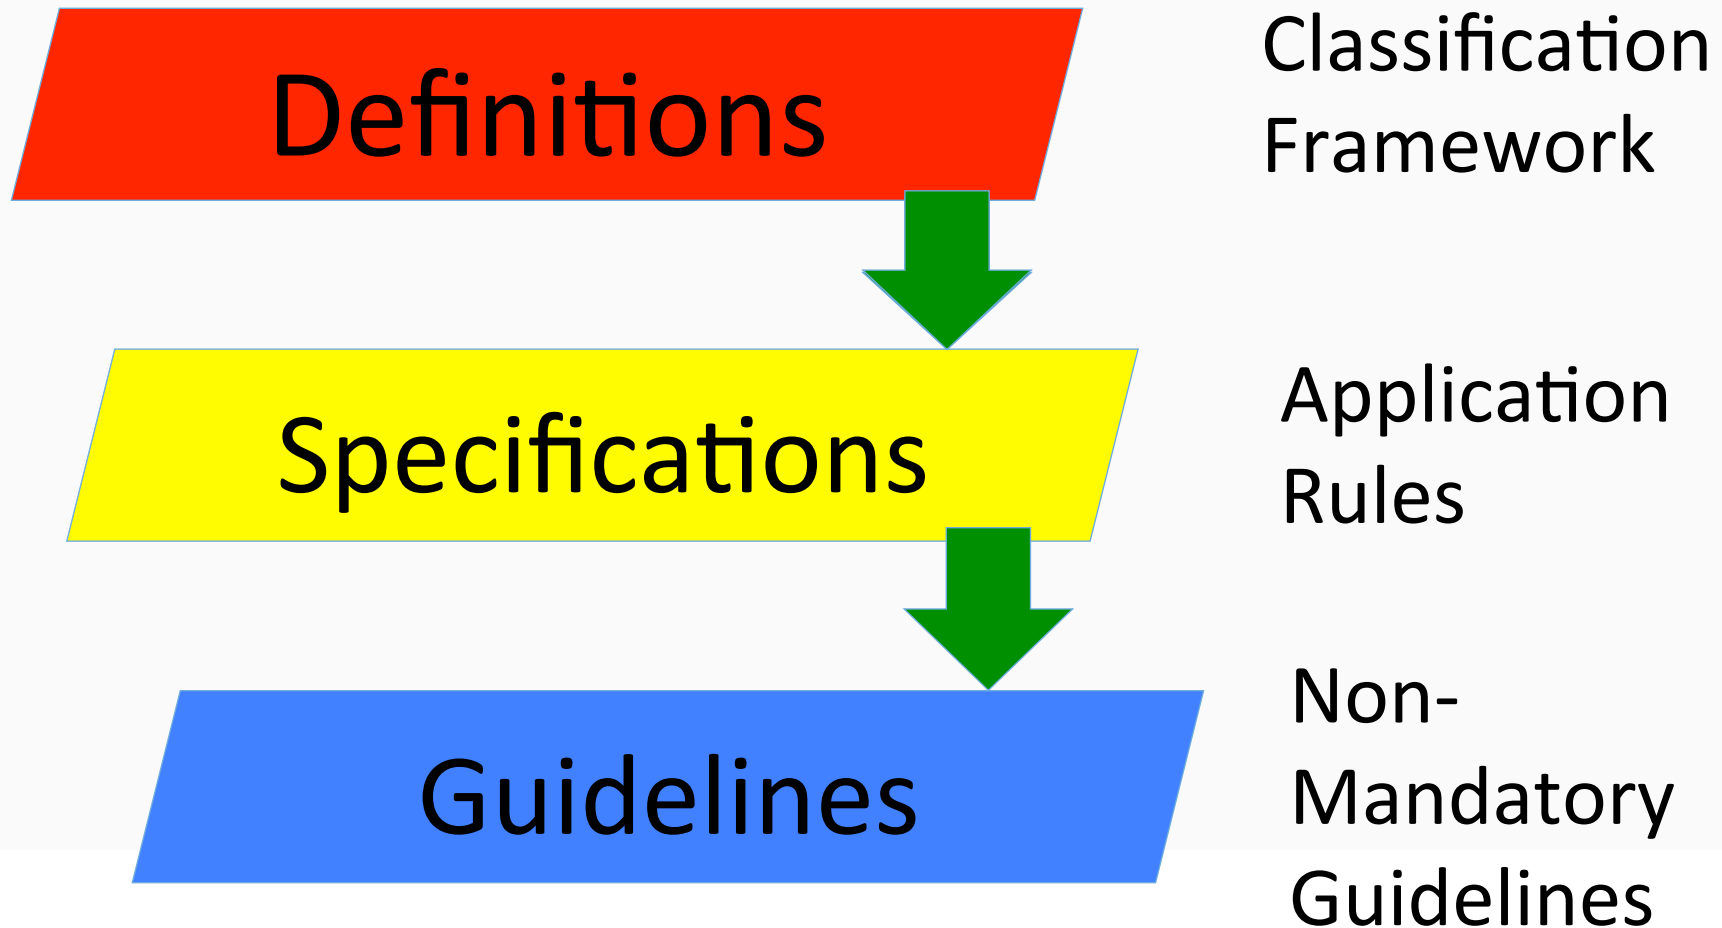 Definitions
Classification
Framework
Specifications
Application
Rules
Guidelines
Non-
Mandatory
Guidelines